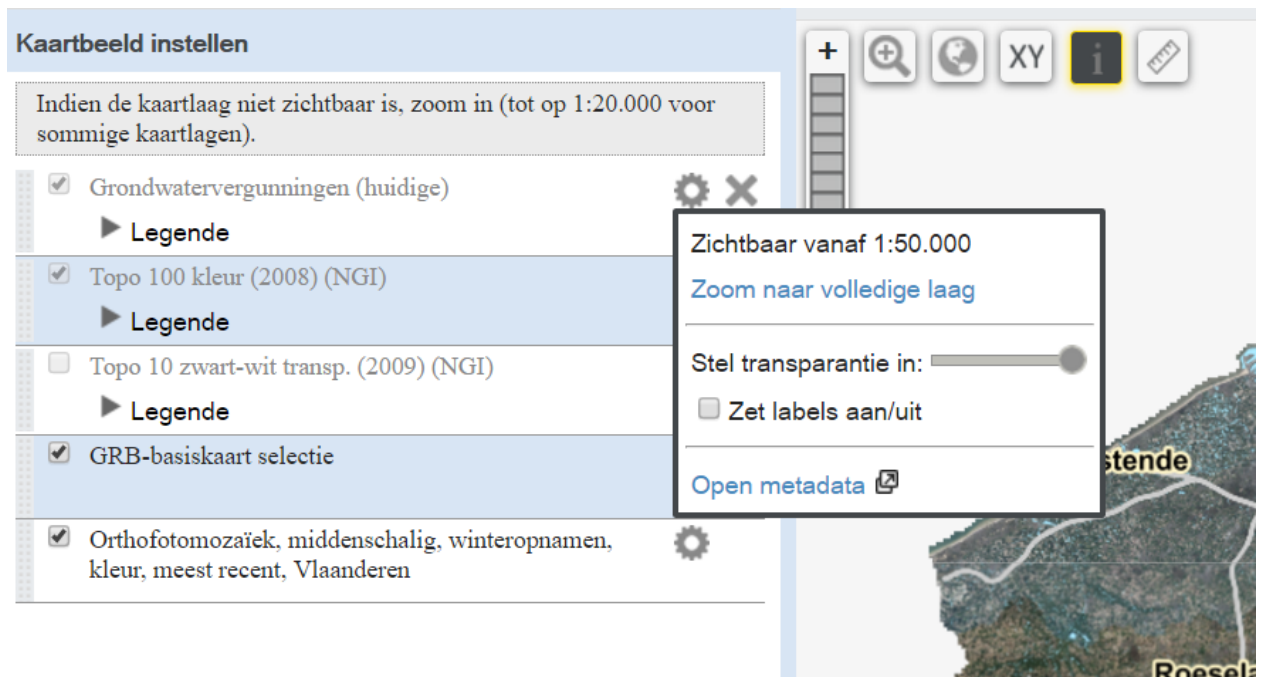 Kaartbeeld instellen
Indien de kaartlaag niet zichtbaar is, zoom in (tot op 1:20.000 voor
sommige kaartlagen).
Grondwatervergunningen (huidige)
Legende
Topo 100 kleur (2008) (NGI)
Legende
Topo 10 zwart-wit transp. (2009) (NGI)
Legende
GRB-basiskaart selectie
Orthofotomozaïek, middenschalig, winteropnamen,
kleur, meest recent, Vlaanderen
Zichtbaar vanaf 1:50.000
Zoom naar volledige laag
Stel transparantie in:
Zet labels aan/uit
Open metadata
+
XY
i
stende
Roesela